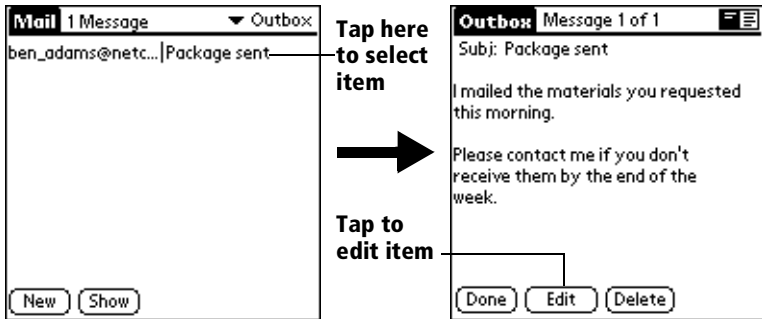 Mail 1 Message Outbox
ben_adams@netc... Package sent
New Show
Tap here
to select
item
Tap to
edit item
Outbox Message 1 of 1
Subj: Package sent
I mailed the materials you requested
this morning.
Please contact me if you don't
receive them by the end of the
week.
Done Edit Delete